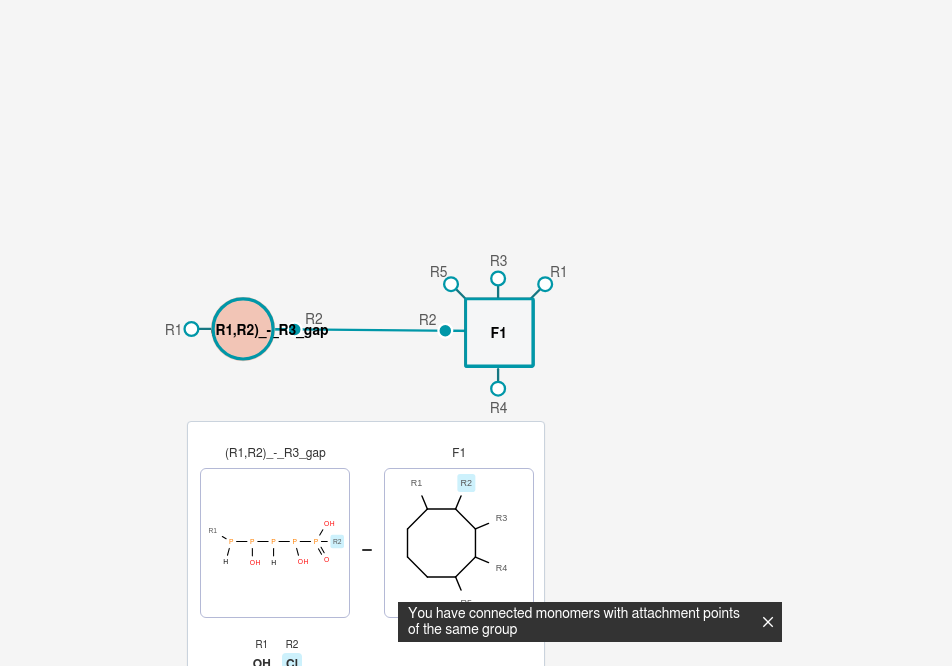 R5
R3
R1
R1
R1,R2)_-_R3_gap
R2
R2
F1
R4
(R1,R2)_-_R3_gap
F1
R1
P
P
P
P
P
OH
R2
H
OH
H
OH
O
R1
R2
R3
R4
You have connected monomers with attachment points
of the same group
R1 R2
OH Cl